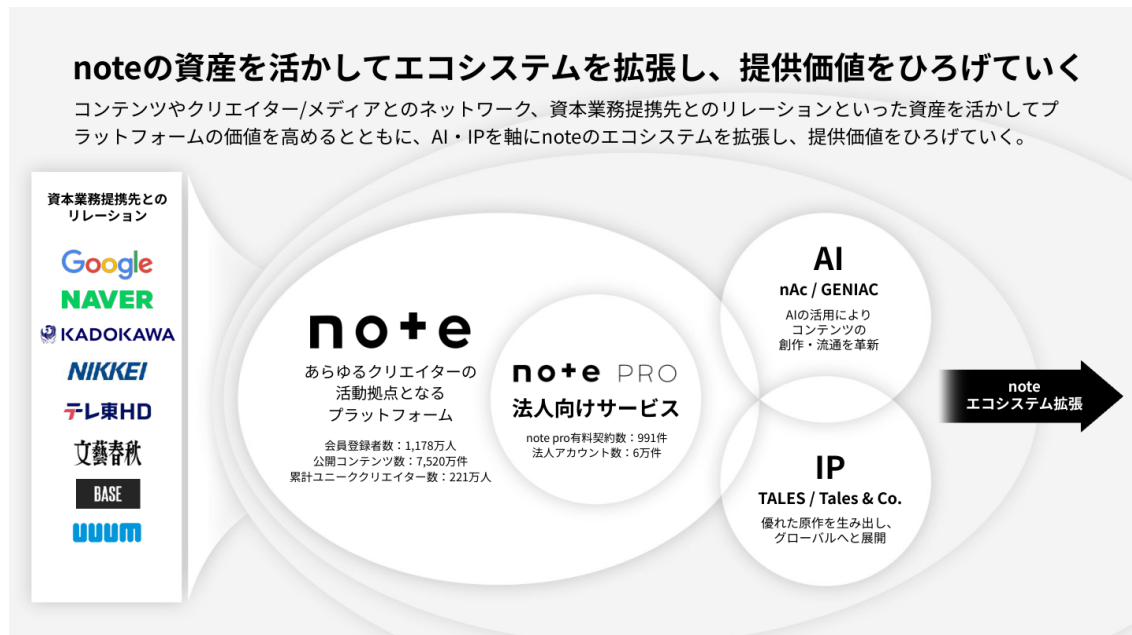 noteの資産を活かしてエコシステムを拡張し、提供価値をひろげていく
コンテンツやクリエイター/メディアとのネットワーク、資本業務提携先とのリレーションといった資産を活かしてプ
ラットフォームの価値を高めるとともに、AI・IPを軸にnoteのエコシステムを拡張し、提供価値をひろげていく。
資本業務提携先との
リレーション
Google
NAVER
KADOKAWA
NIKKEI
テレ東HD
文藝春秋
BASE
UUUM
note
あらゆるクリエイターの
活動拠点となる
プラットフォーム
会員登録者数：1,178万人
公開コンテンツ数：7,520万件
累計ユニーククリエイター数：221万人
note PRO
法人向けサービス
note pro有料契約数：991件
法人アカウント数：6万件
AI
nAc / GENIAC
AIの活用により
コンテンツの
創作・流通を革新
IP
TALES / Tales & Co.
優れた原作を生み出し、
グローバルへと展開
note
エコシステム拡張